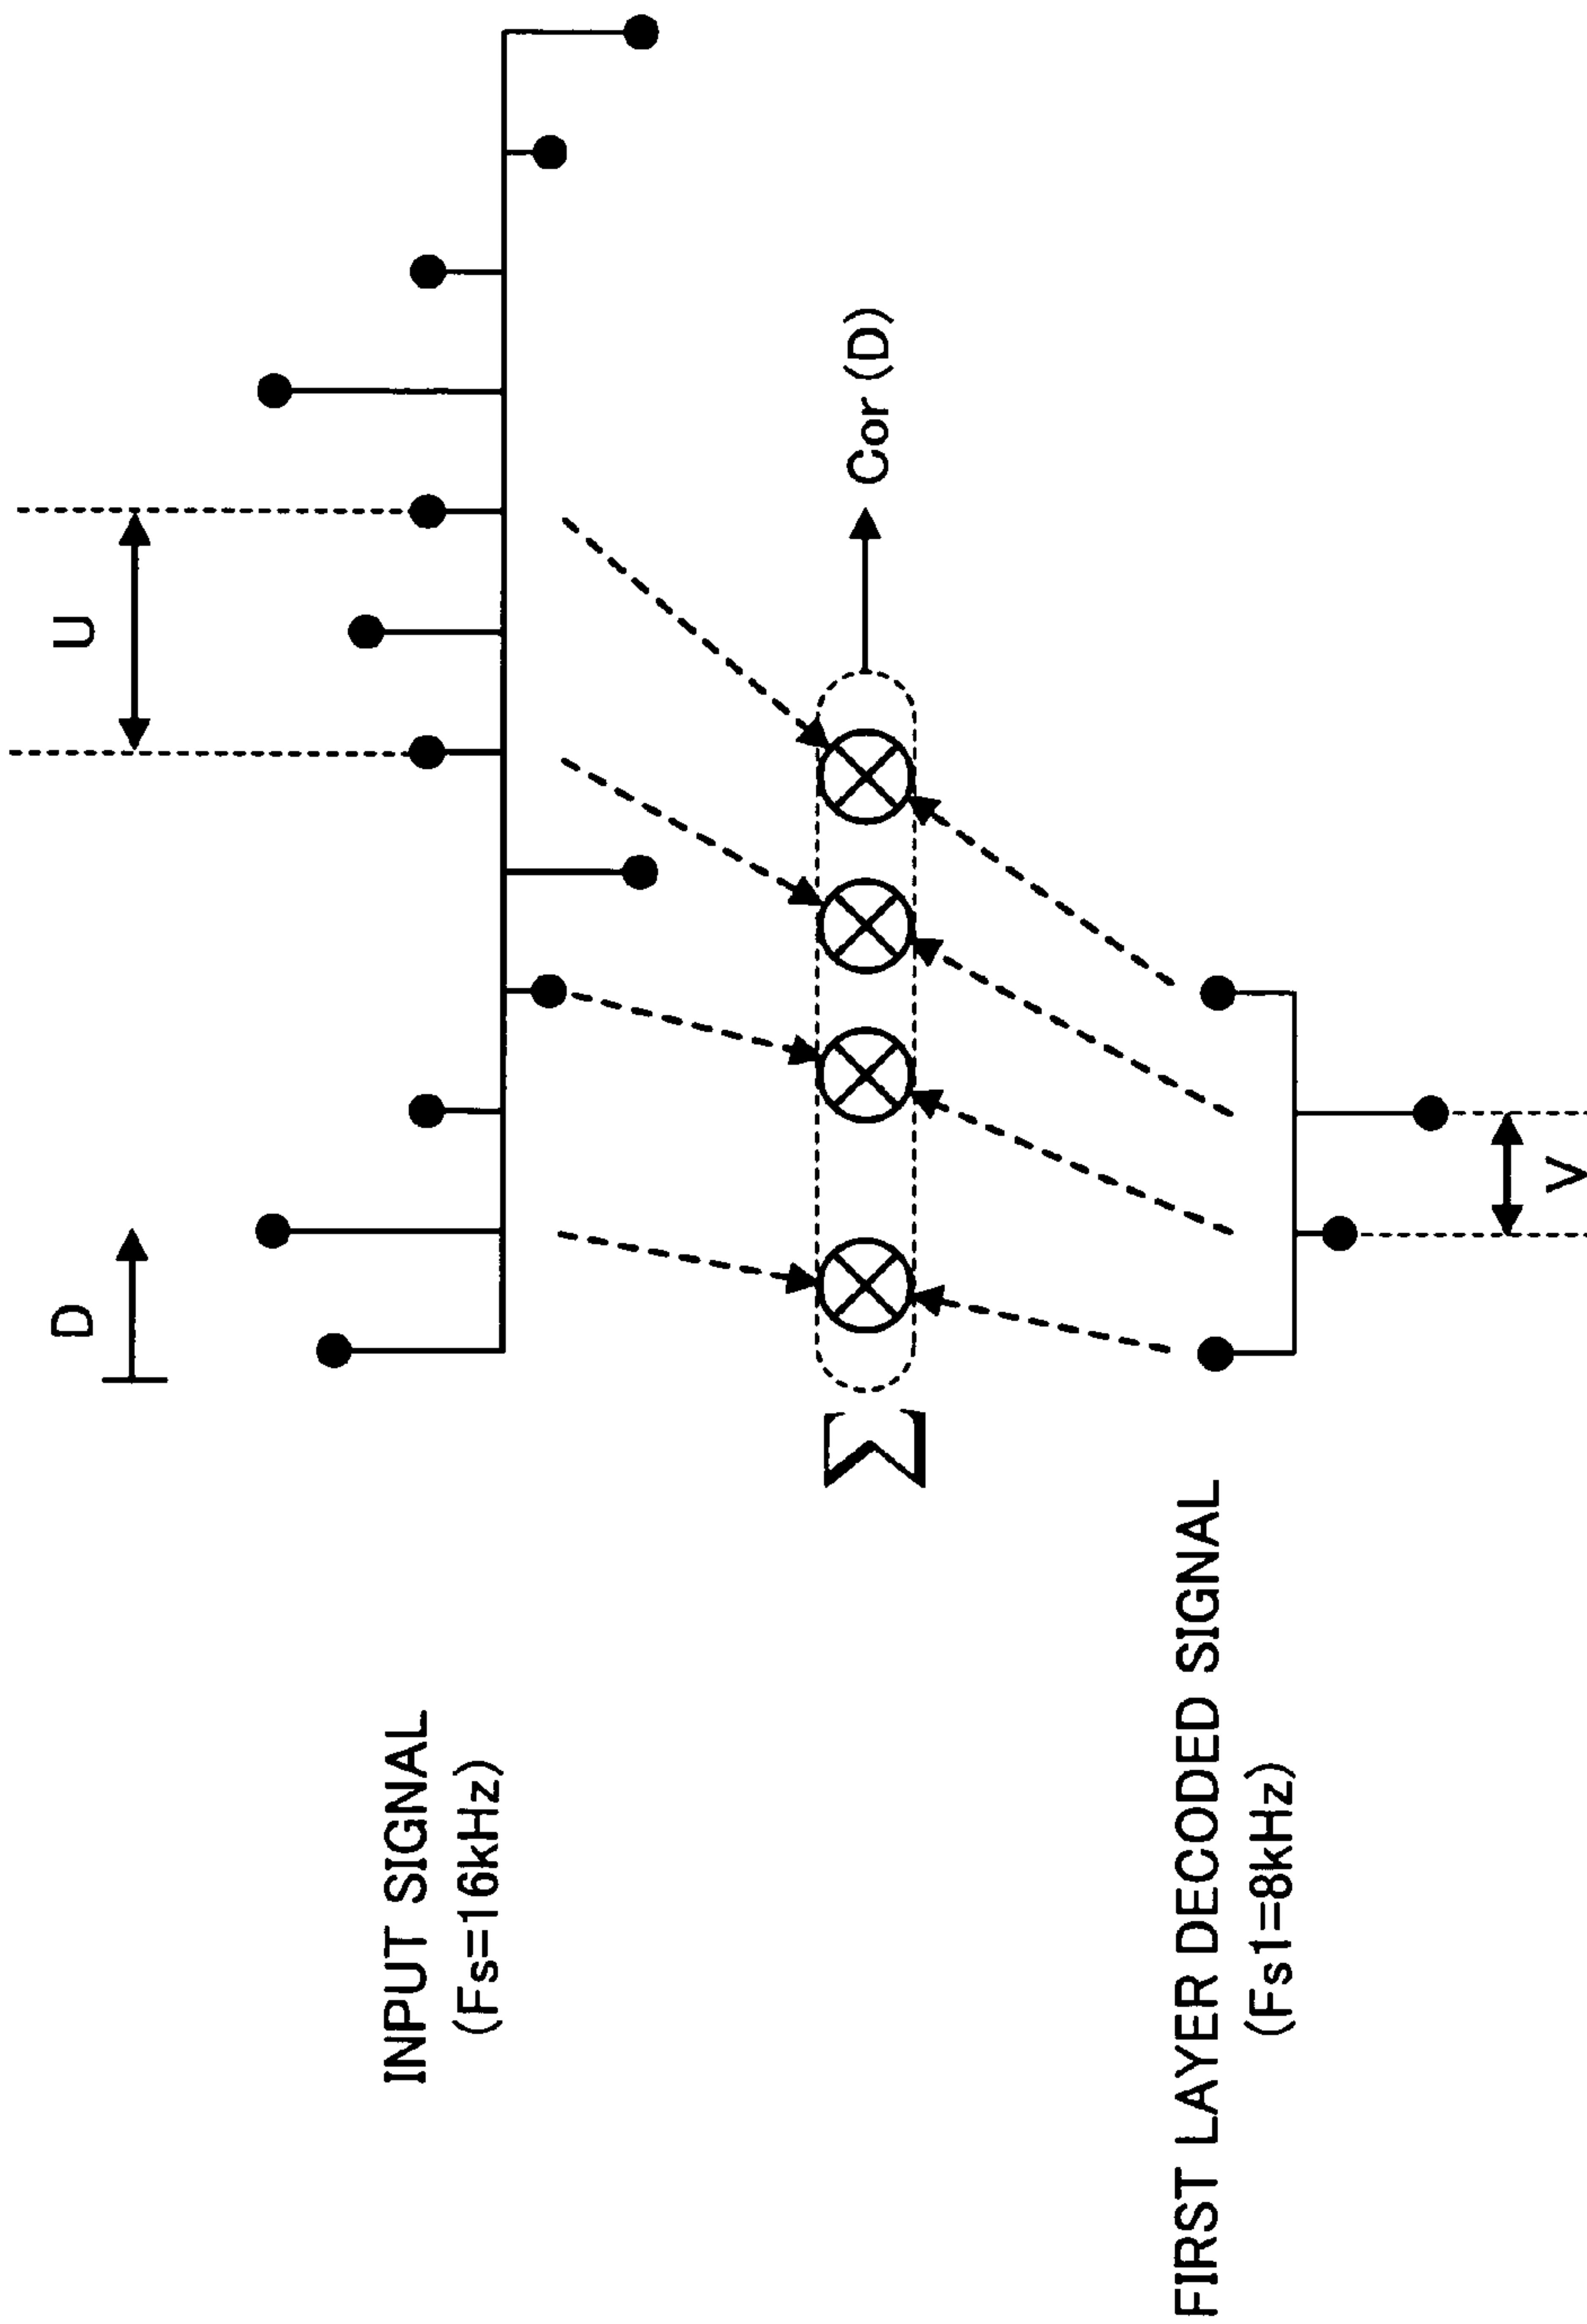 D
U
INPUT SIGNAL
(Fs=16kHz)
Σ
Cor (D)
FIRST LAYER DECODED SIGNAL
(Fs1=8kHz)
V